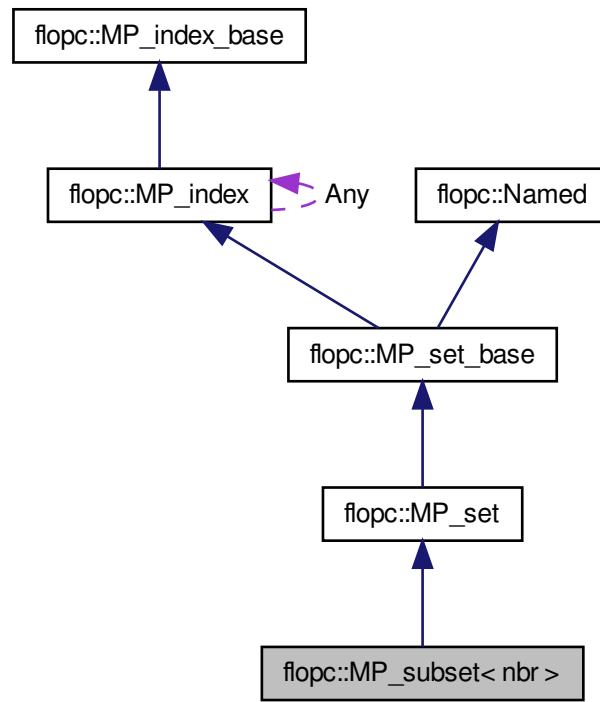 flopc::MP_index_base
flopc::MP_index
Any
flopc::Named
flopc::MP_set_base
flopc::MP_set
flopc::MP_subset< nbr >